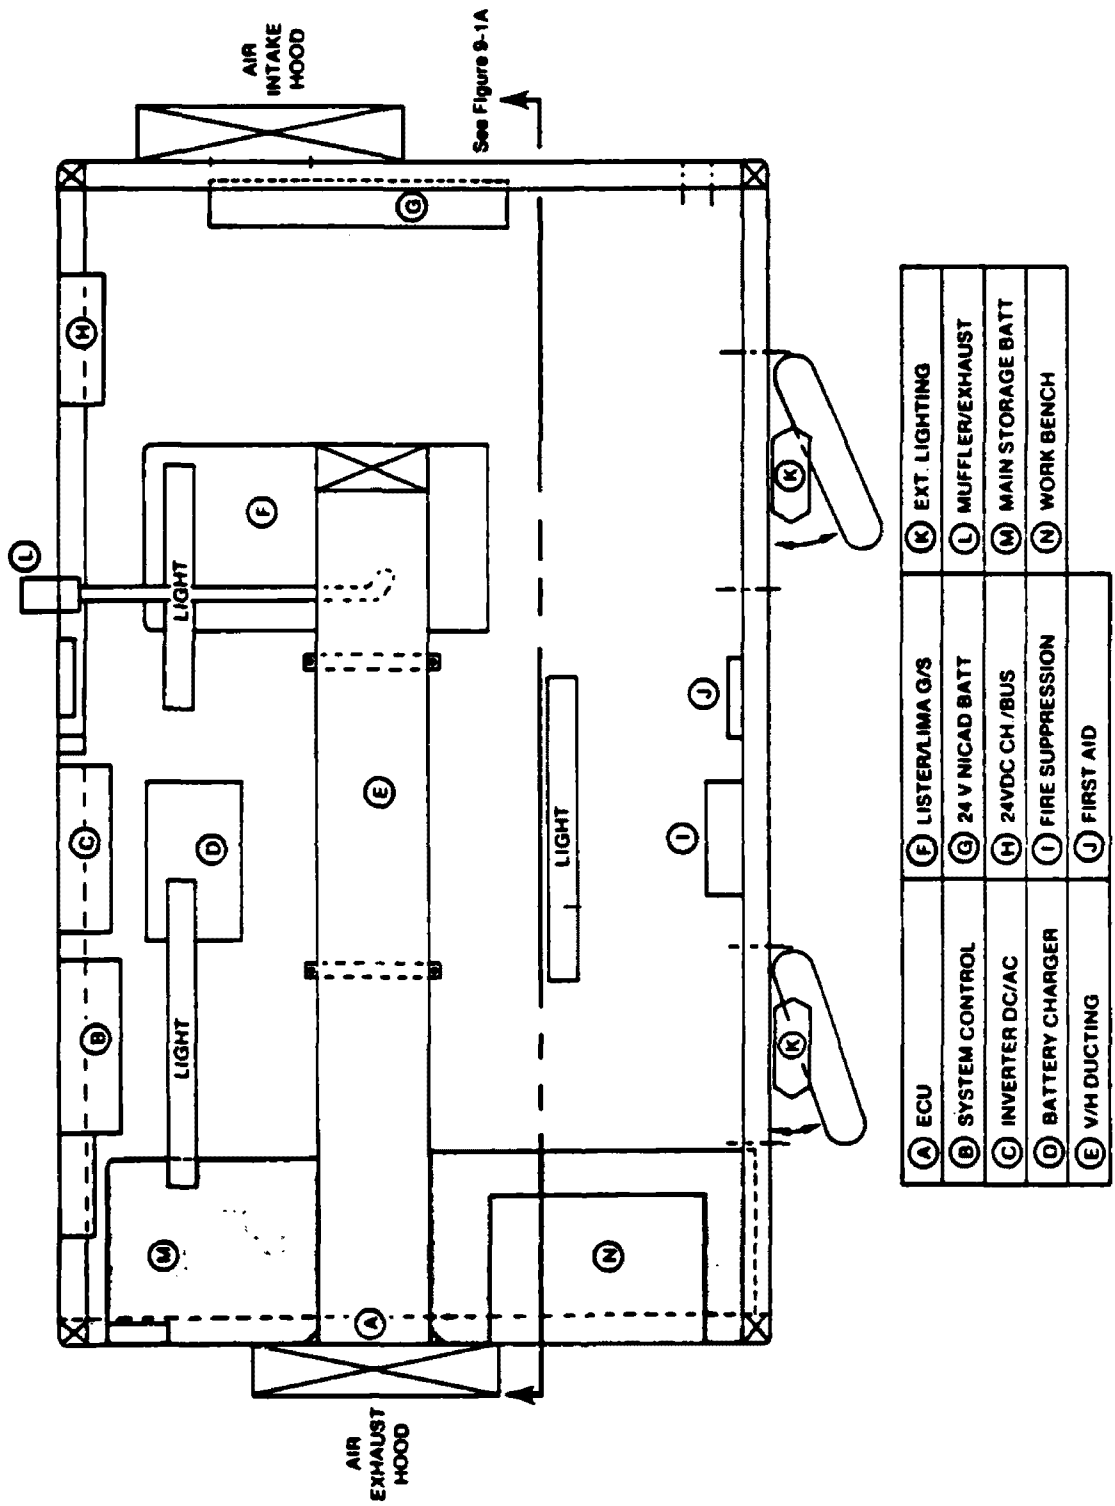 AIR
INTAKE
HOOD
See Figure 9-1A
L
H
G
F
LIGHT
C
B
D
E
LIGHT
LIGHT
J
I
K
K
M
A
N
AIR
EXHAUST
HOOD
A ECU
B SYSTEM CONTROL
C INVERTER DC/AC
D BATTERY CHARGER
E V/H DUCTING
F LISTER/LIMA G/S
G 24 V NICAD BATT
H 24VDC CH./BUS
I FIRE SUPPRESSION
J FIRST AID
K EXT. LIGHTING
L MUFFLER/EXHAUST
M MAIN STORAGE BATT
N WORK BENCH